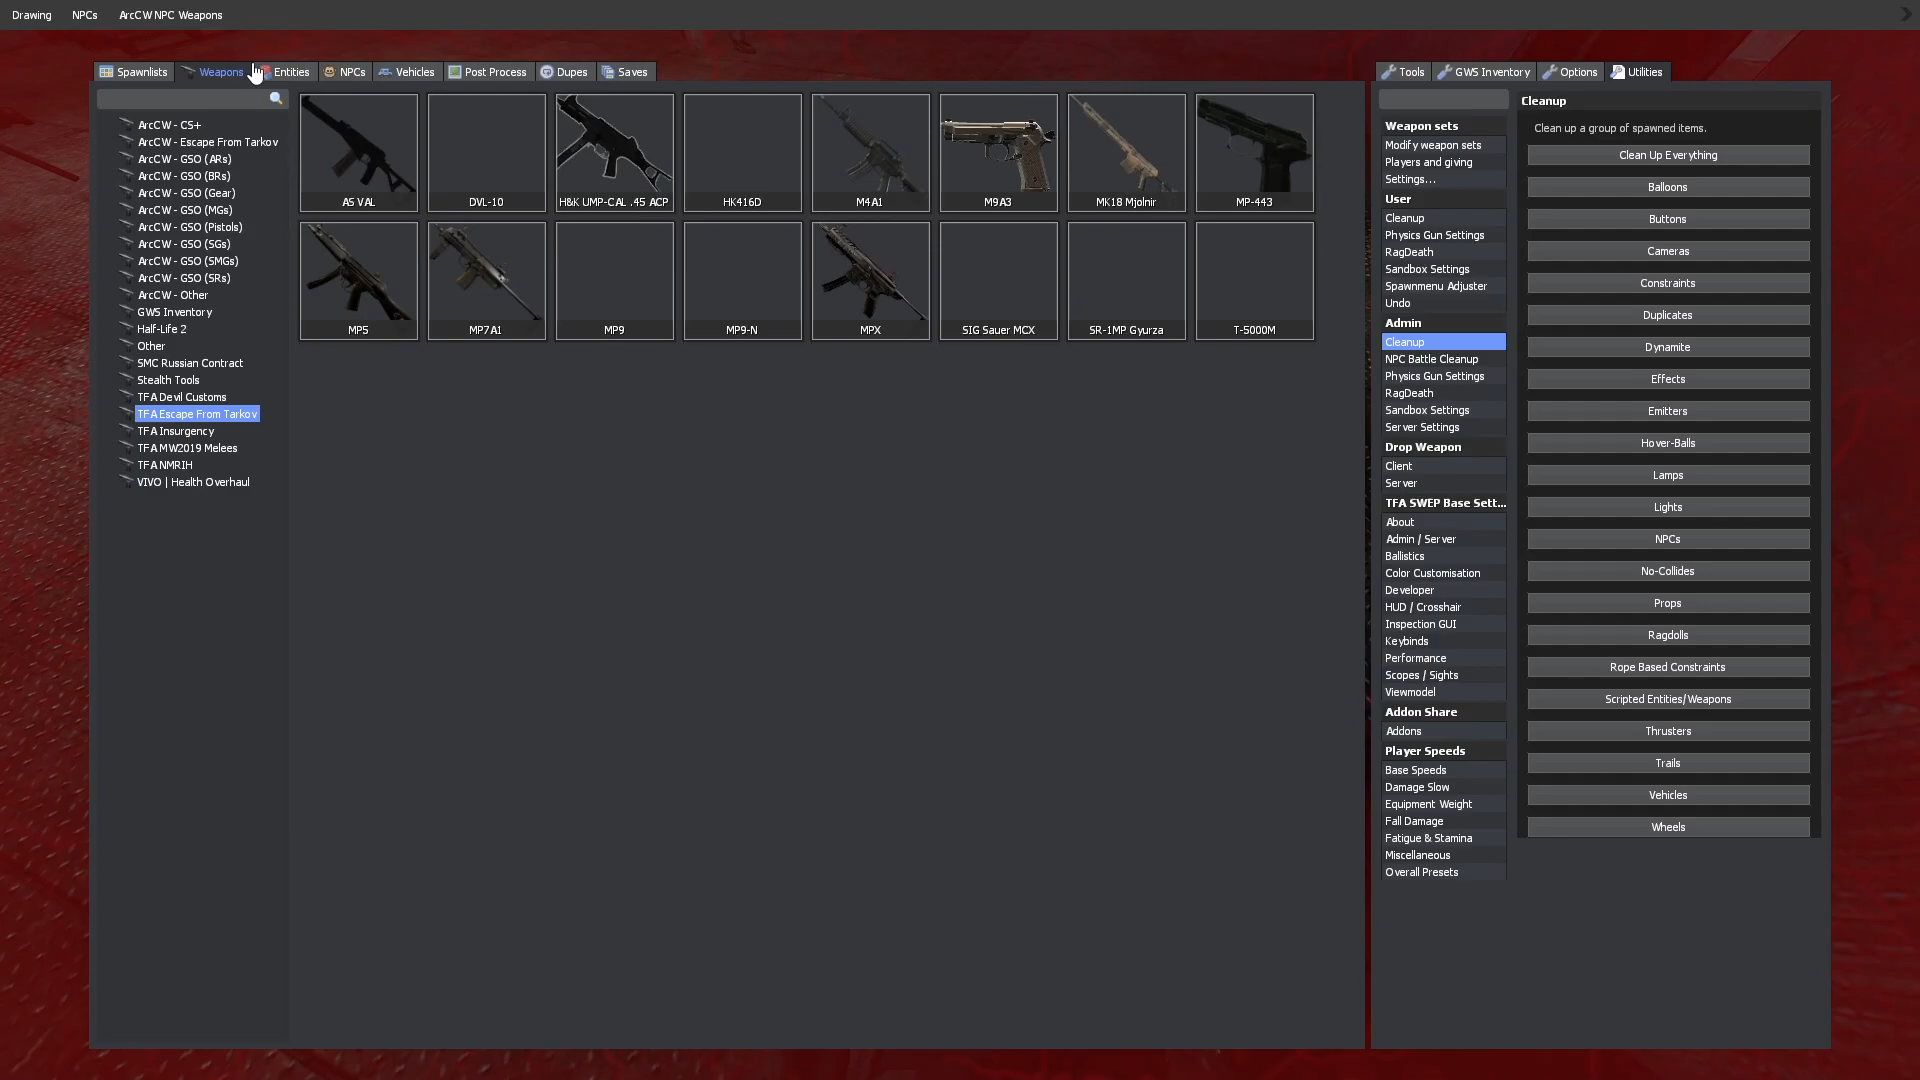 Drawing
NPCs
ArcCW NPC Weapons
Spawnlists
Weapons
Entities
NPCs
Vehicles
Post Process
Dupes
Saves
Tools
GWS Inventory
Options
Utilities
ArcCW - CS+
ArcCW - Escape From Tarkov
ArcCW - GSO (ARs)
ArcCW - GSO (BRs)
ArcCW - GSO (Gear)
ArcCW - GSO (MGs)
ArcCW - GSO (Pistols)
ArcCW - GSO (SGs)
ArcCW - GSO (SMGs)
ArcCW - GSO (SRs)
ArcCW - Other
GWS Inventory
Half-Life 2
Other
SMC Russian Contract
Stealth Tools
TFA Devil Customs
TFA Escape From Tarkov
TFA Insurgency
TFA MW2019 Melees
TFA NMRIH
VIVO | Health Overhaul
AS VAL
DVL-10
H&K UMP-CAL .45 ACP
HK416D
M4A1
M9A3
MK18 Mjolnir
MP-443
MP5
MP7A1
MP9
MP9-N
MPX
SIG Sauer MCX
SR-1MP Gyurza
T-5000M
Weapon sets
Modify weapon sets
Players and giving
Settings...
User
Cleanup
Physics Gun Settings
RagDeath
Sandbox Settings
Spawnmenu Adjuster
Undo
Admin
Cleanup
NPC Battle Cleanup
Physics Gun Settings
RagDeath
Sandbox Settings
Server Settings
Drop Weapon
Client
Server
TFA SWEP Base Sett...
About
Admin / Server
Ballistics
Color Customisation
Developer
HUD / Crosshair
Inspection GUI
Keybinds
Performance
Scopes / Sights
Viewmodel
Addon Share
Addons
Player Speeds
Base Speeds
Damage Slow
Equipment Weight
Fall Damage
Fatigue & Stamina
Miscellaneous
Overall Presets
Cleanup
Clean up a group of spawned items.
Clean Up Everything
Balloons
Buttons
Cameras
Constraints
Duplicates
Dynamite
Effects
Emitters
Hover-Balls
Lamps
Lights
NPCs
No-Collides
Props
Ragdolls
Rope Based Constraints
Scripted Entities/Weapons
Thrusters
Trails
Vehicles
Wheels